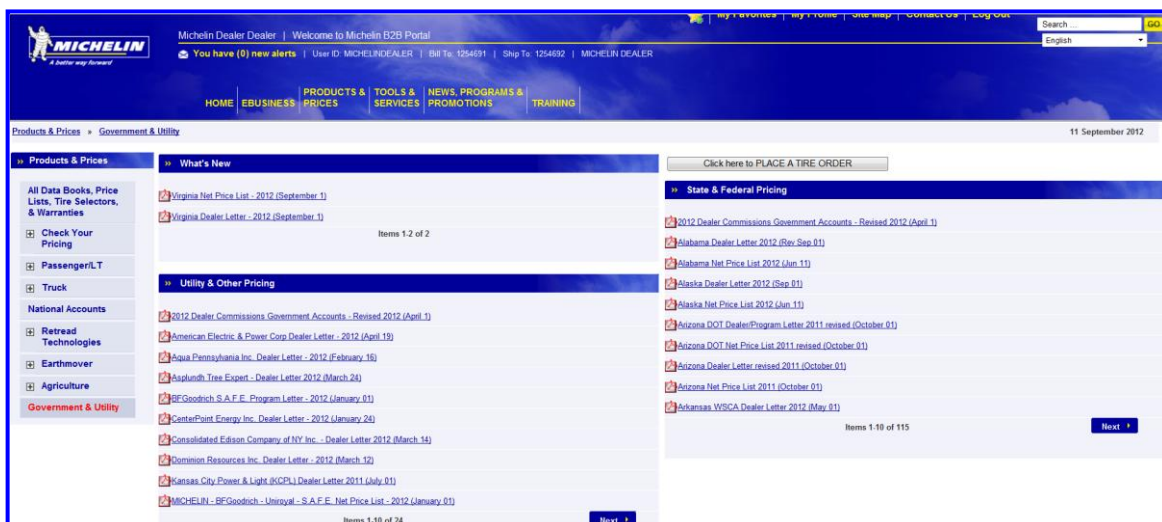 My Favorites | My Profile | Site Map | Contact Us | Log Out
Search ...
GO
English
MICHELIN
A better way forward
Michelin Dealer Dealer | Welcome to Michelin B2B Portal
You have (0) new alerts | User ID: MICHELINDEALER | Bill To: 1254691 | Ship To: 1254692 | MICHELIN DEALER
HOME | EBUSINESS | PRODUCTS & PRICES | TOOLS & SERVICES | NEWS, PROGRAMS & PROMOTIONS | TRAINING
Products & Prices » Government & Utility
11 September 2012
» Products & Prices
All Data Books, Price
Lists, Tire Selectors,
& Warranties
Check Your
Pricing
Passenger/LT
Truck
National Accounts
Retread
Technologies
Earthmover
Agriculture
Government & Utility
» What's New
Virginia Net Price List - 2012 (September 1)
Virginia Dealer Letter - 2012 (September 1)
Items 1-2 of 2
» Utility & Other Pricing
2012 Dealer Commissions Government Accounts - Revised 2012 (April 1)
American Electric & Power Corp Dealer Letter - 2012 (April 19)
Aqua Pennsylvania Inc. Dealer Letter - 2012 (February 16)
Asplundh Tree Expert - Dealer Letter 2012 (March 24)
BFGoodrich S.A.F.E. Program Letter - 2012 (January 01)
CenterPoint Energy Inc. Dealer Letter - 2012 (January 24)
Consolidated Edison Company of NY Inc. - Dealer Letter 2012 (March 14)
Dominion Resources Inc. Dealer Letter - 2012 (March 12)
Kansas City Power & Light (KCPL) Dealer Letter 2011 (July 01)
MICHELIN - BFGoodrich - Uniroyal - S.A.F.E. Net Price List - 2012 (January 01)
Items 1-10 of 24
Next
Click here to PLACE A TIRE ORDER
» State & Federal Pricing
2012 Dealer Commissions Government Accounts - Revised 2012 (April 1)
Alabama Dealer Letter 2012 (Rev Sep 01)
Alabama Net Price List 2012 (Jun 11)
Alaska Dealer Letter 2012 (Sep 01)
Alaska Net Price List 2012 (Jun 11)
Arizona DOT Dealer/Program Letter 2011 revised (October 01)
Arizona DOT Net Price List 2011 revised (October 01)
Arizona Dealer Letter revised 2011 (October 01)
Arizona Net Price List 2011 (October 01)
Arkansas WSCA Dealer Letter 2012 (May 01)
Items 1-10 of 115
Next